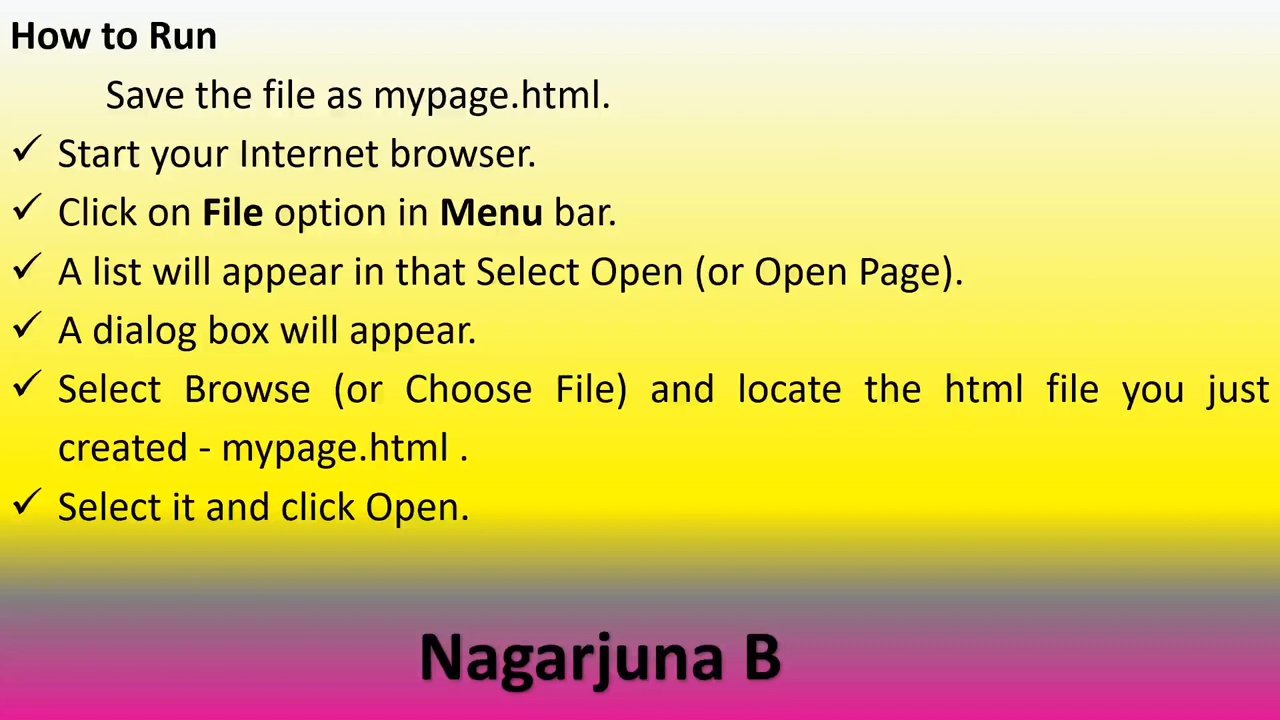 How to Run
Save the file as mypage.html.
✓ Start your Internet browser.
✓ Click on File option in Menu bar.
✓ A list will appear in that Select Open (or Open Page).
✓ A dialog box will appear.
✓ Select Browse (or Choose File) and locate the html file you just
created - mypage.html .
✓ Select it and click Open.
Nagarjuna B